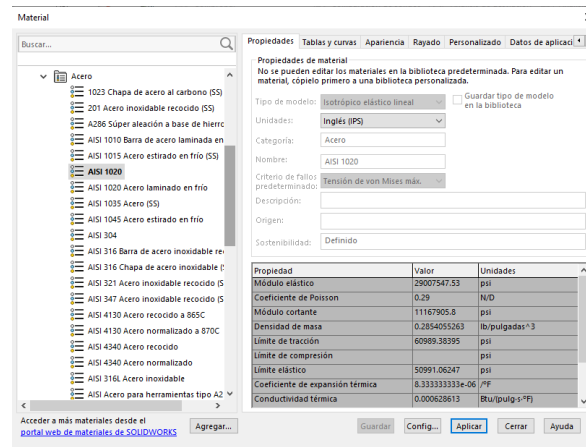 Material
Buscar...
Acero
1023 Chapa de acero al carbono (SS)
201 Acero inoxidable recocido (SS)
A286 Súper aleación a base de hierro
AISI 1010 Barra de acero laminada en
AISI 1015 Acero estirado en frío (SS)
AISI 1020
AISI 1020 Acero laminado en frío
AISI 1035 Acero (SS)
AISI 1045 Acero estirado en frío
AISI 304
AISI 316 Barra de acero inoxidable re
AISI 316 Chapa de acero inoxidable (S
AISI 321 Acero inoxidable recocido (S
AISI 347 Acero inoxidable recocido (S
AISI 4130 Acero recocido a 865C
AISI 4130 Acero normalizado a 870C
AISI 4340 Acero recocido
AISI 4340 Acero normalizado
AISI 316L Acero inoxidable
AISI Acero para herramientas tipo A2
Acceder a más materiales desde el
portal web de materiales de SOLIDWORKS
Agregar...
Propiedades Tablas y curvas Apariencia Rayado Personalizado Datos de aplicaci
Propiedades de material
No se pueden editar los materiales en la biblioteca predeterminada. Para editar un
material, cópielo primero a una biblioteca personalizada.
Tipo de modelo: Isotrópico elástico lineal
Guardar tipo de modelo
en la biblioteca
Unidades: Inglés (IPS)
Categoría: Acero
Nombre: AISI 1020
Criterio de fallos
predeterminado: Tensión de von Mises máx.
Descripción:
Origen:
Sostenibilidad: Definido
Propiedad Valor Unidades
Módulo elástico 29007547.53 psi
Coeficiente de Poisson 0.29 N/D
Módulo cortante 11167905.8 psi
Densidad de masa 0.2854055263 lb/pulgadas^3
Límite de tracción 60989.38395 psi
Límite de compresión psi
Límite elástico 50991.06247 psi
Coeficiente de expansión térmica 8.333333333e-06 /ºF
Conductividad térmica 0.000628613 Btu/(pulg·s·ºF)
Guardar Config... Aplicar Cerrar Ayuda